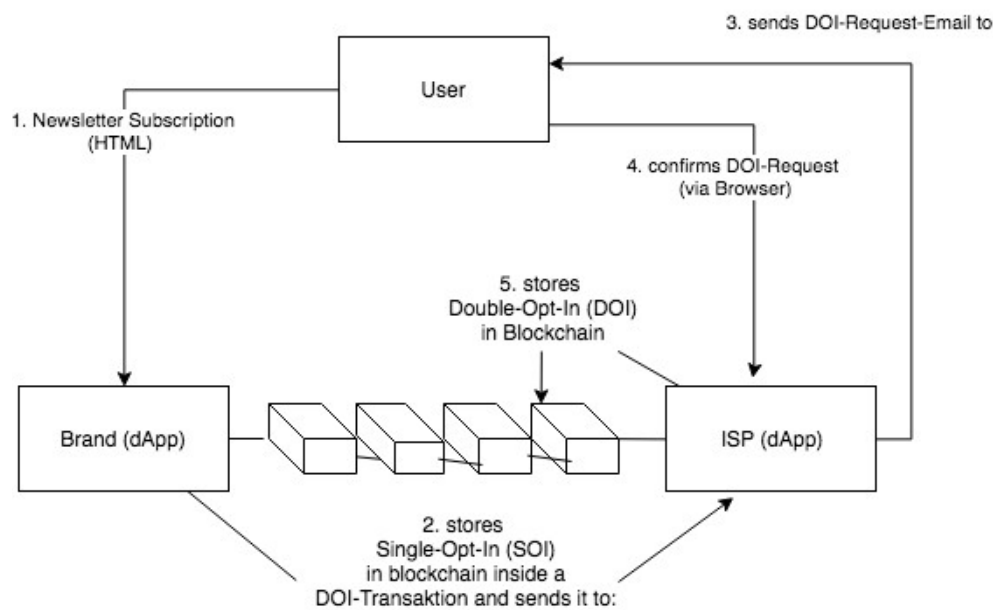 3. sends DOI-Request-Email to
User
1. Newsletter Subscription
(HTML)
4. confirms DOI-Request
(via Browser)
5. stores
Double-Opt-In (DOI)
in Blockchain
Brand (dApp)
ISP (dApp)
2. stores
Single-Opt-In (SOI)
in blockchain inside a
DOI-Transaktion and sends it to: